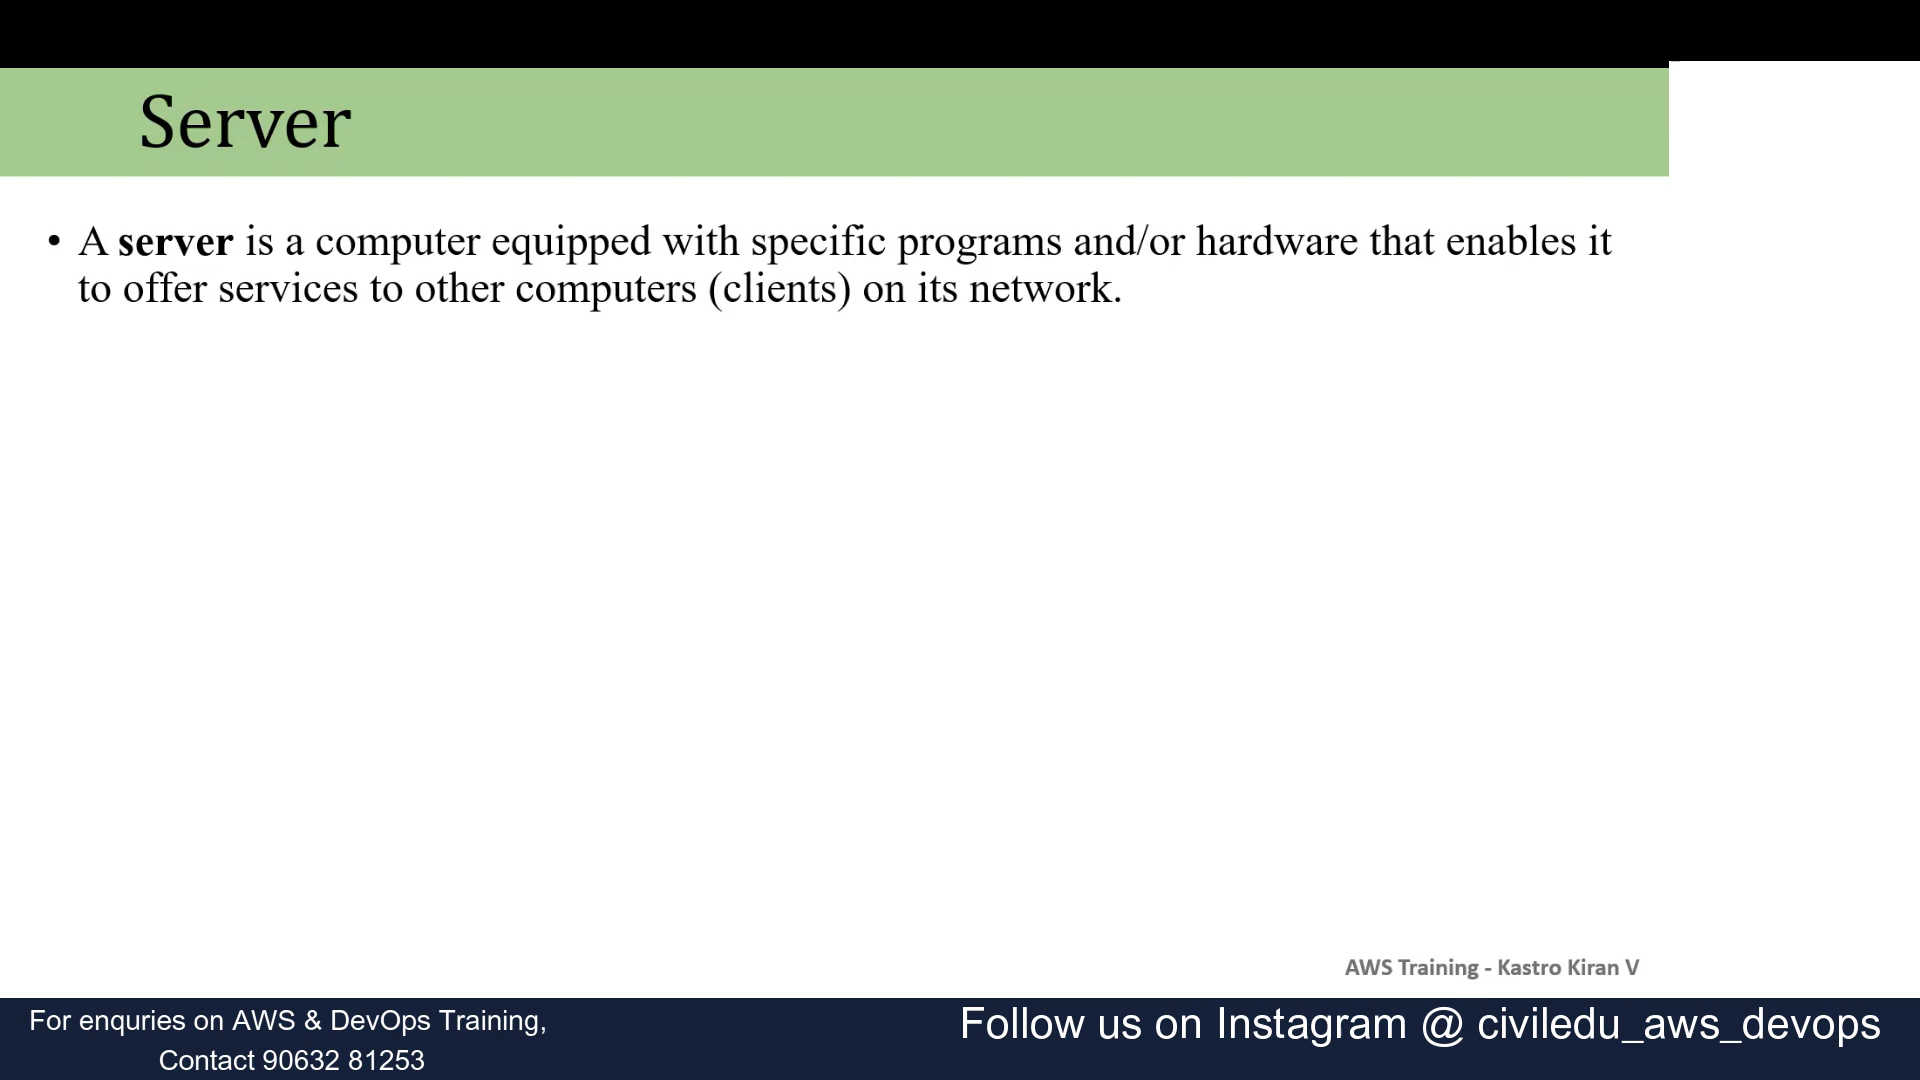 Server
• A server is a computer equipped with specific programs and/or hardware that enables it
to offer services to other computers (clients) on its network.
AWS Training - Kastro Kiran V
For enquries on AWS & DevOps Training,
Contact 90632 81253
Follow us on Instagram @ civiledu_aws_devops